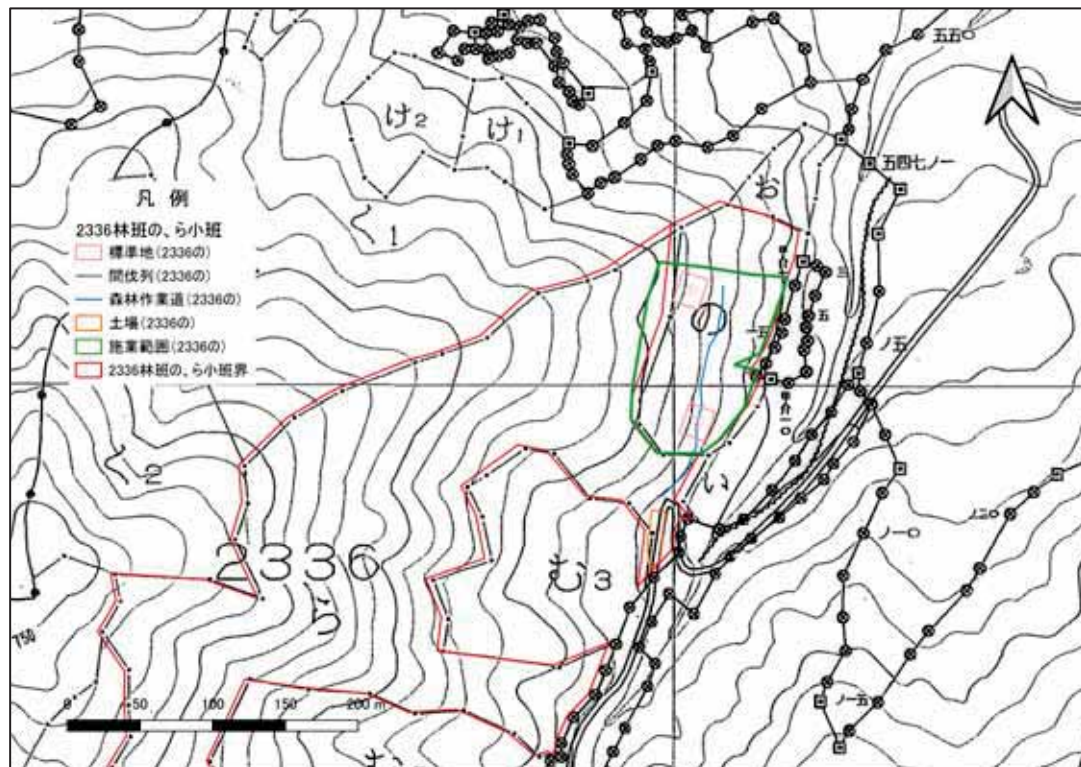 五五〇
け₂
け₁
お
五四七ノ一
凡例
2336林班の、ら小班
標準地(2336の)
間伐列(2336の)
森林作業道(2336の)
土場(2336の)
施業範囲(2336の)
2336林班の、ら小班界
1
の
三
五
一五
ノ五
い
2
2336
ら
む₃
ノ一〇
750
0 50 100 150 200 m